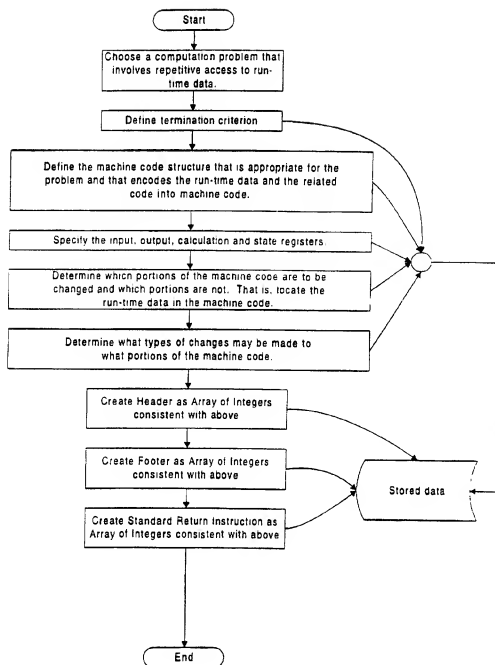 Start
Choose a computation problem that
involves repetitive access to run-
time data.
Define termination criterion
Define the machine code structure that is appropriate for the
problem and that encodes the run-time data and the related
code into machine code.
Specify the input, output, calculation and state registers.
Determine which portions of the machine code are to be
changed and which portions are not. That is, locate the
run-time data in the machine code.
Determine what types of changes may be made to
what portions of the machine code.
Create Header as Array of Integers
consistent with above
Create Footer as Array of Integers
consistent with above
Stored data
Create Standard Return Instruction as
Array of Integers consistent with above
End